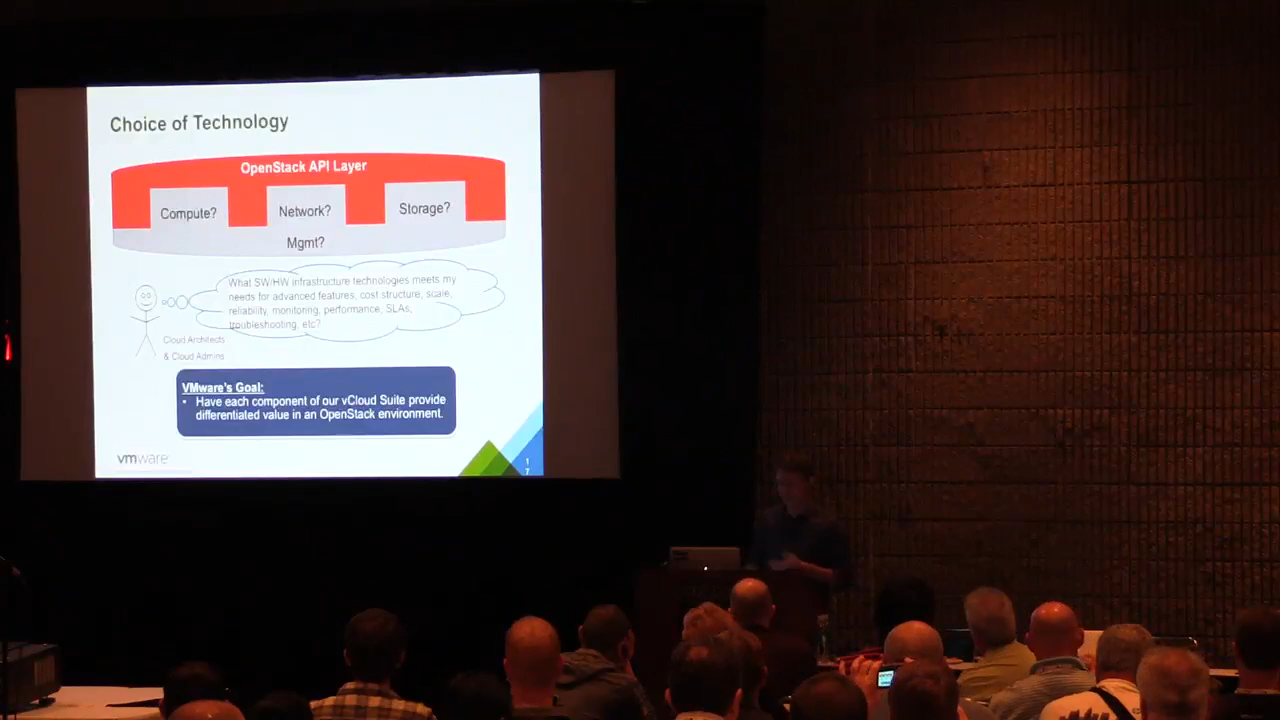 Choice of Technology
OpenStack API Layer
Compute?
Network?
Storage?
Mgmt?
What SW/HW infrastructure technologies meets my
needs for advanced features, cost structure, scale,
reliability, monitoring, performance, SLAs,
troubleshooting, etc?
Cloud Architects
& Cloud Admins
VMware's Goal:
• Have each component of our vCloud Suite provide
differentiated value in an OpenStack environment.
vmware
1
7